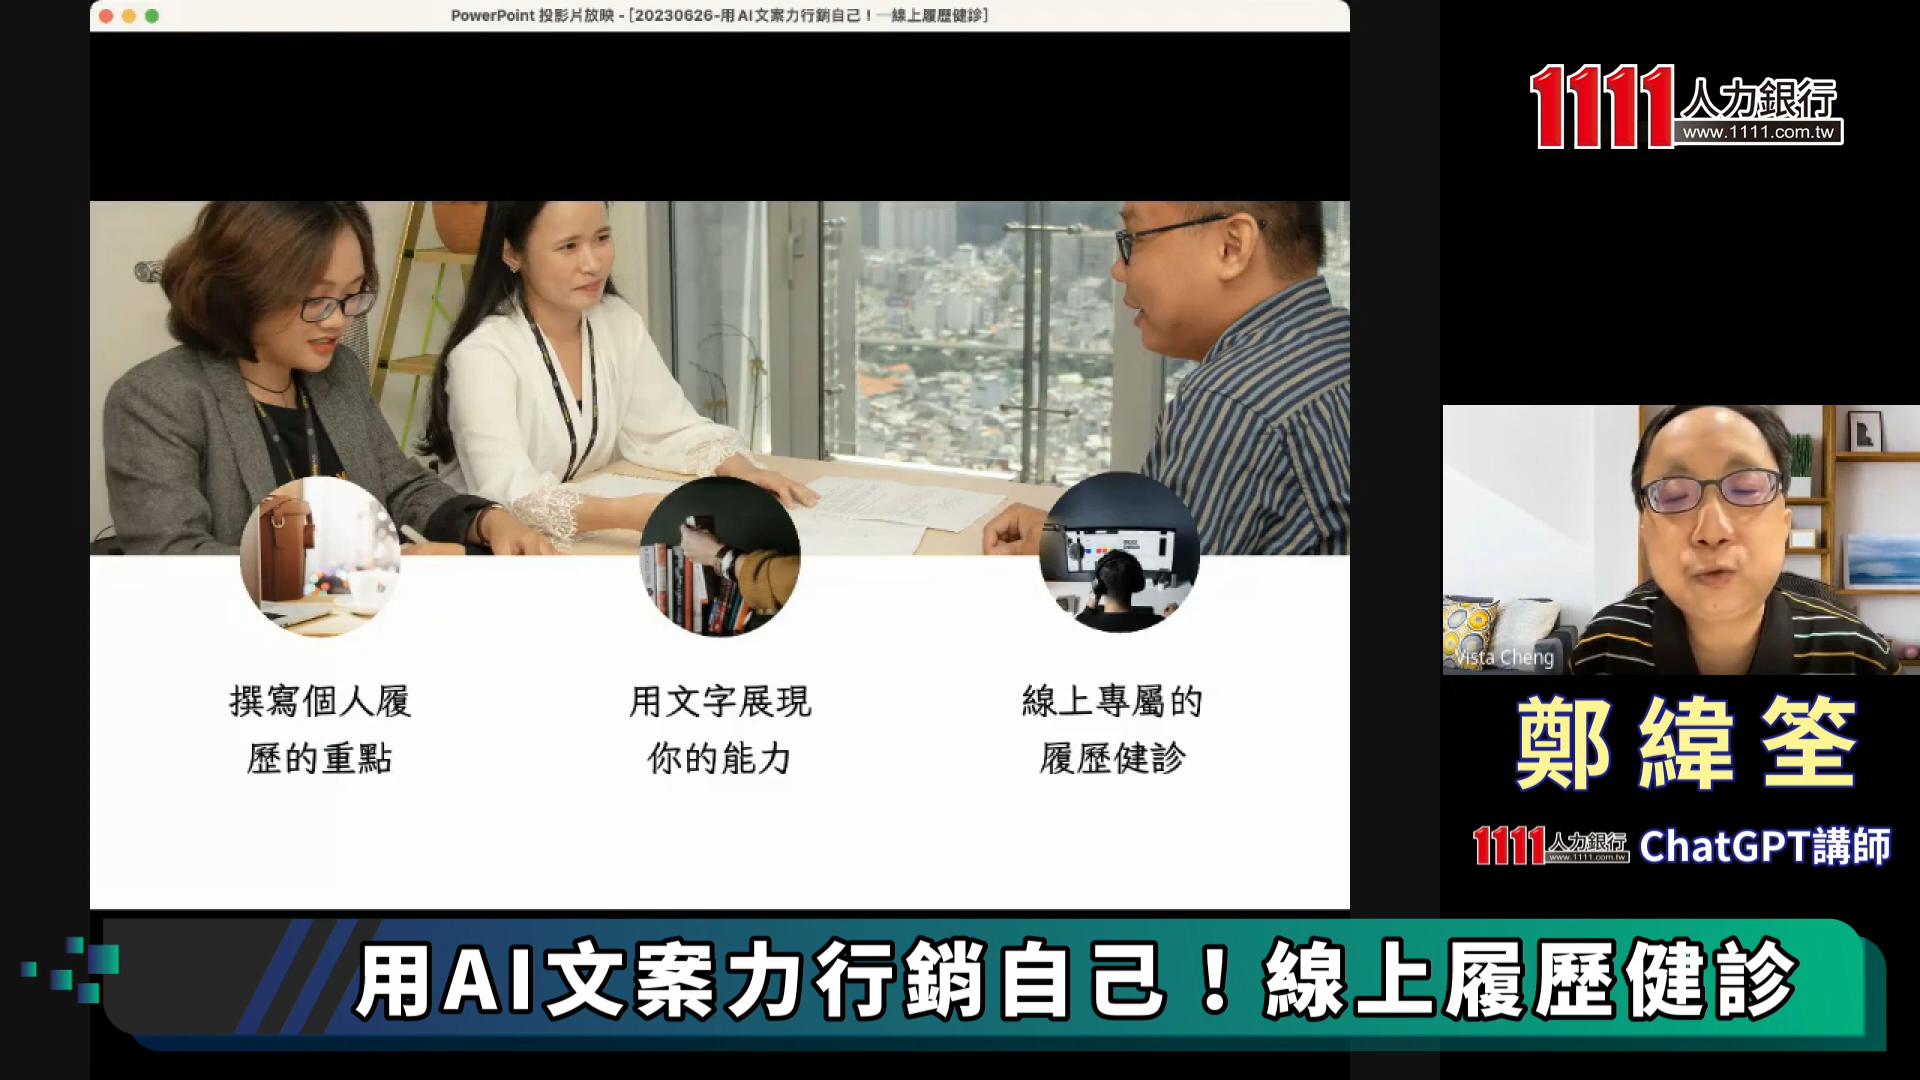 PowerPoint 投影片放映 - [20230626-用 AI 文案力行銷自己！—線上履歷健診]
1111人力銀行
www.1111.com.tw
撰寫個人履
歷的重點
用文字展現
你的能力
線上專屬的
履歷健診
Vista Cheng
鄭緯筌
1111人力銀行 ChatGPT講師
www.1111.com.tw
用AI文案力行銷自己！線上履歷健診